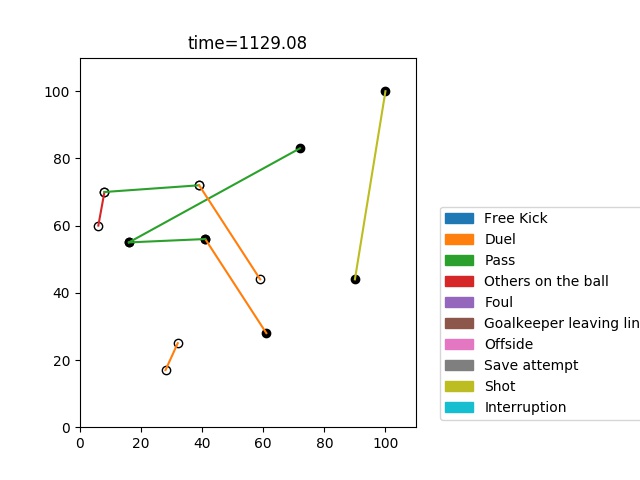 time=1129.08
100
80
60
40
20
0
0 20 40 60 80 100
Free Kick
Duel
Pass
Others on the ball
Foul
Goalkeeper leaving lin
Offside
Save attempt
Shot
Interruption